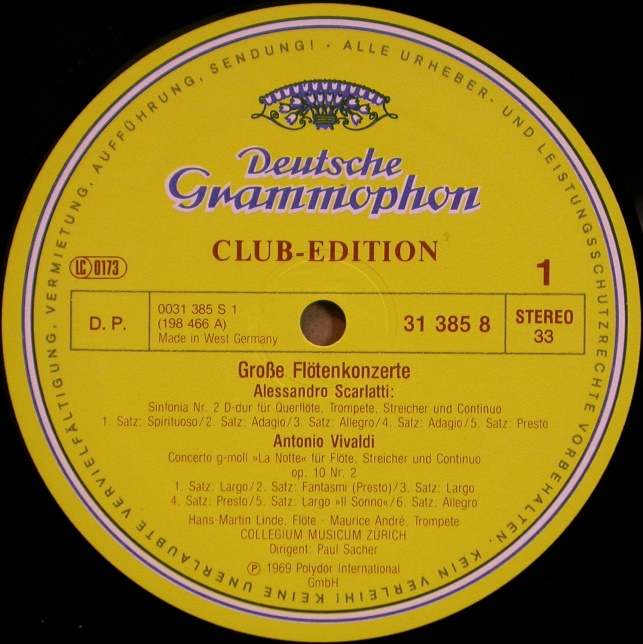 ALLE URHEBER- UND LEISTUNGSSCHUTZRECHTE VORBEHALTEN. KEIN VERLEIH! KEINE UNERLAUBTE VERVIELFÄLTIGUNG, VERMIETUNG, AUFFÜHRUNG, SENDUNG! ·
Deutsche
Grammophon
CLUB-EDITION
LC 0173
1
D. P.
0031 385 S 1
(198 466 A)
Made in West Germany
31 385 8
STEREO
33
Große Flötenkonzerte
Alessandro Scarlatti:
Sinfonia Nr. 2 D-dur für Querflöte, Trompete, Streicher und Continuo
1. Satz: Spirituoso/2. Satz: Adagio/3. Satz: Allegro/4. Satz: Adagio/5. Satz: Presto
Antonio Vivaldi
Concerto g-moll »La Notte« für Flöte, Streicher und Continuo
op. 10 Nr. 2
1. Satz: Largo/2. Satz: Fantasmi (Presto)/3. Satz: Largo
4. Satz: Presto/5. Satz: Largo »Il Sonno«/6. Satz: Allegro
Hans-Martin Linde, Flöte · Maurice André, Trompete
COLLEGIUM MUSICUM ZÜRICH
Dirigent: Paul Sacher
℗ 1969 Polydor International
GmbH